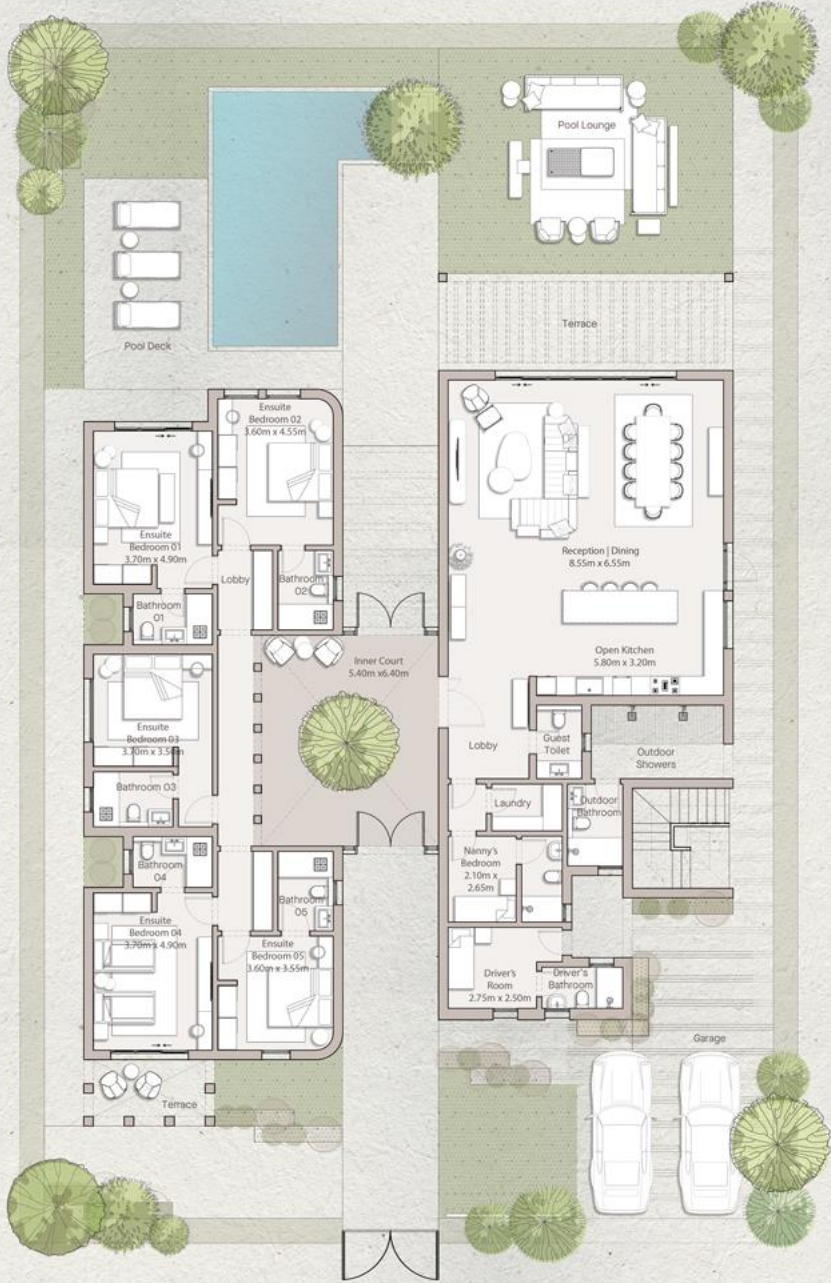 Pool Lounge
Terrace
Pool Deck
Ensuite
Bedroom 02
3.60m x 4.55m
Ensuite
Bedroom 01
3.70m x 4.90m
Lobby
Bathroom
02
Bathroom
01
Reception | Dining
8.55m x 6.55m
Open Kitchen
5.80m x 3.20m
Inner Court
5.40m x6.40m
Ensuite
Bedroom 03
3.70m x 3.50m
Bathroom 03
Lobby
Guest
Toilet
Outdoor
Showers
Laundry
Outdoor
Bathroom
Nanny's
Bedroom
2.10m x
2.65m
Bathroom
04
Bathroom
05
Ensuite
Bedroom 04
3.70m x 4.90m
Ensuite
Bedroom 05
3.60m x 3.55m
Driver's
Room
2.75m x 2.50m
Driver's
Bathroom
Garage
Terrace